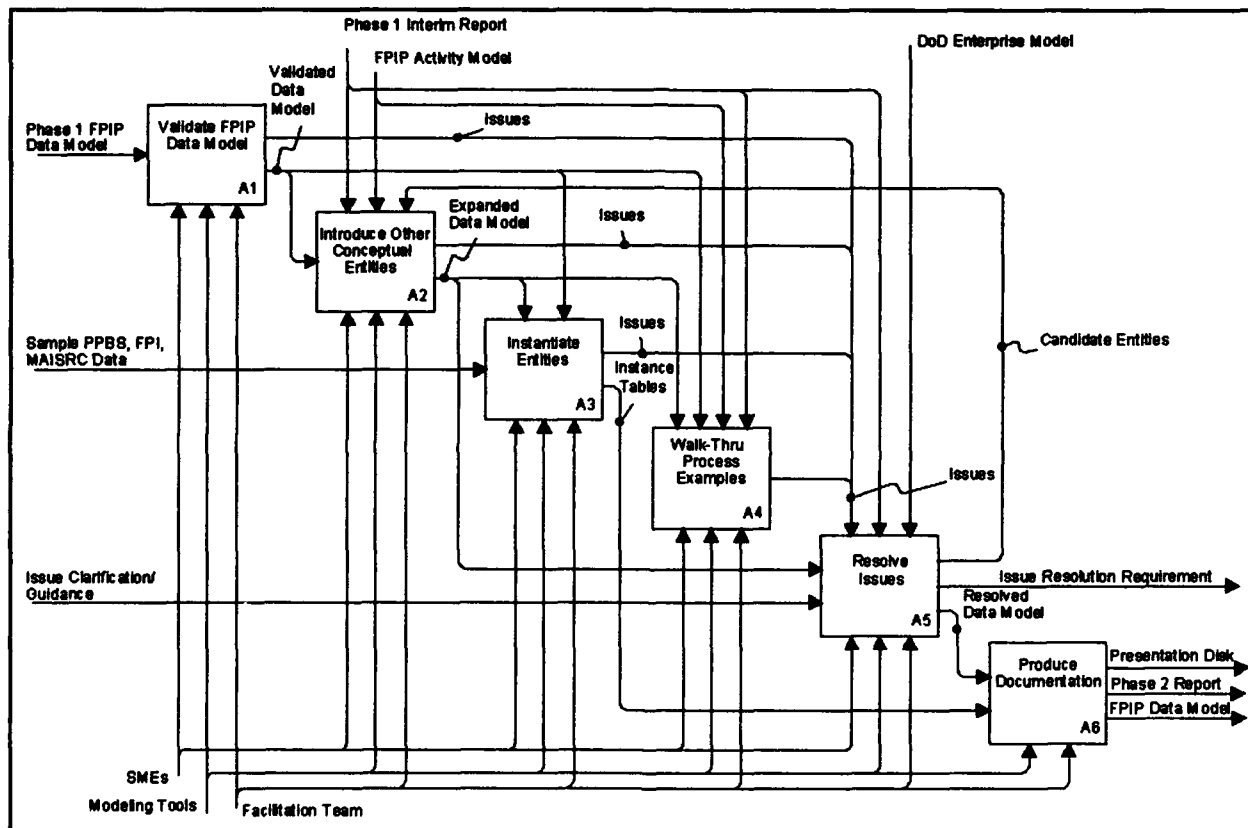 Phase 1 Interim Report
FPIP Activity Model
DoD Enterprise Model
Validated
Data
Model
Phase 1 FPIP
Data Model
Validate FPIP
Data Model
A1
Issues
Introduce Other
Conceptual
Entities
A2
Expanded
Data Model
Issues
Sample PPBS, FPI,
MAISRC Data
Instantiate
Entities
A3
Issues
Instance
Tables
Candidate Entities
Walk-Thru
Process
Examples
A4
Issues
Issue Clarification/
Guidance
Resolve
Issues
A5
Issue Resolution Requirement
Resolved
Data Model
Produce
Documentation
A6
Presentation Disk
Phase 2 Report
FPIP Data Model
SMEs
Modeling Tools
Facilitation Team